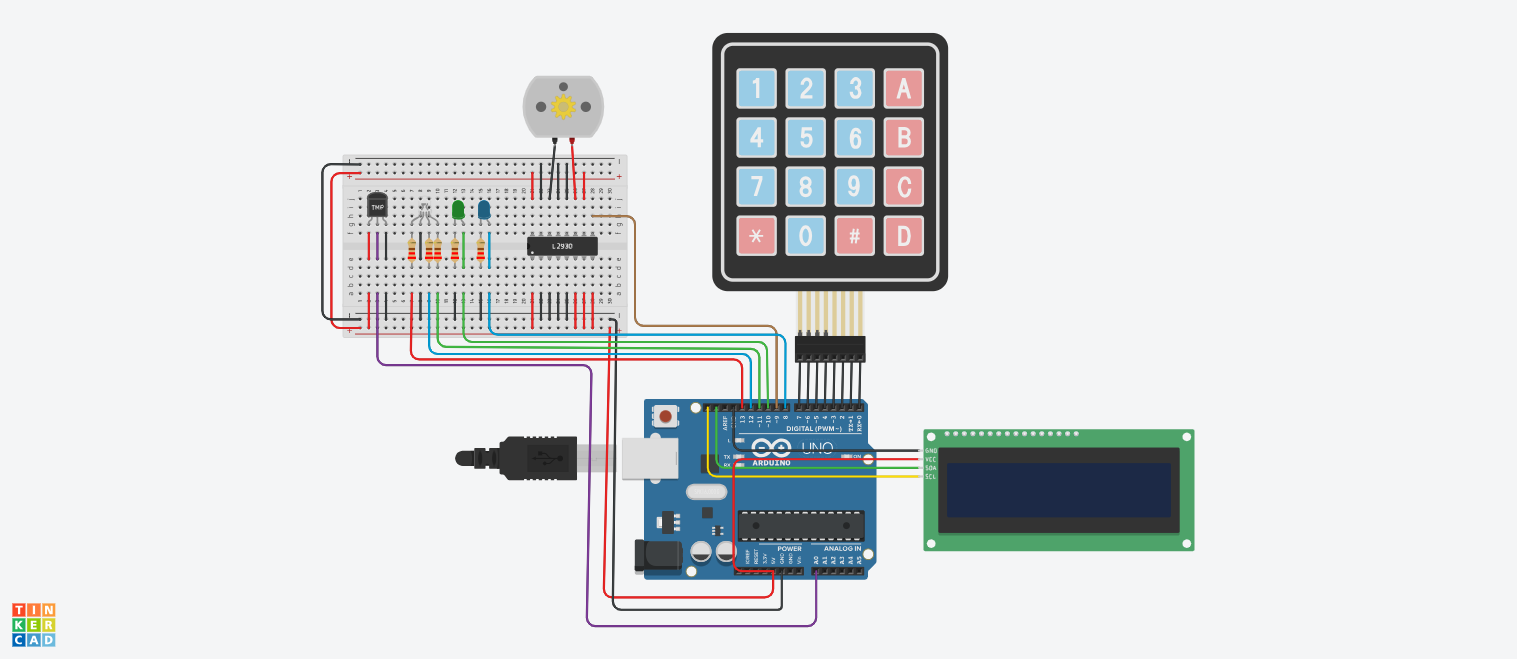 1 2 3 A
4 5 6 B
7 8 9 C
* 0 # D
TMP
L293D
AREF
13
12
~11
~10
~9
8
7
~6
~5
4
~3
2
TX→1
RX←0
DIGITAL (PWM~)
L
TX
RX
UNO
ON
ARDUINO
GND
VCC
SDA
SCL
POWER
ANALOG IN
IOREF
RESET
3.3V
5V
GND
GND
Vin
A0
A1
A2
A3
A4
A5
TIN
KER
CAD